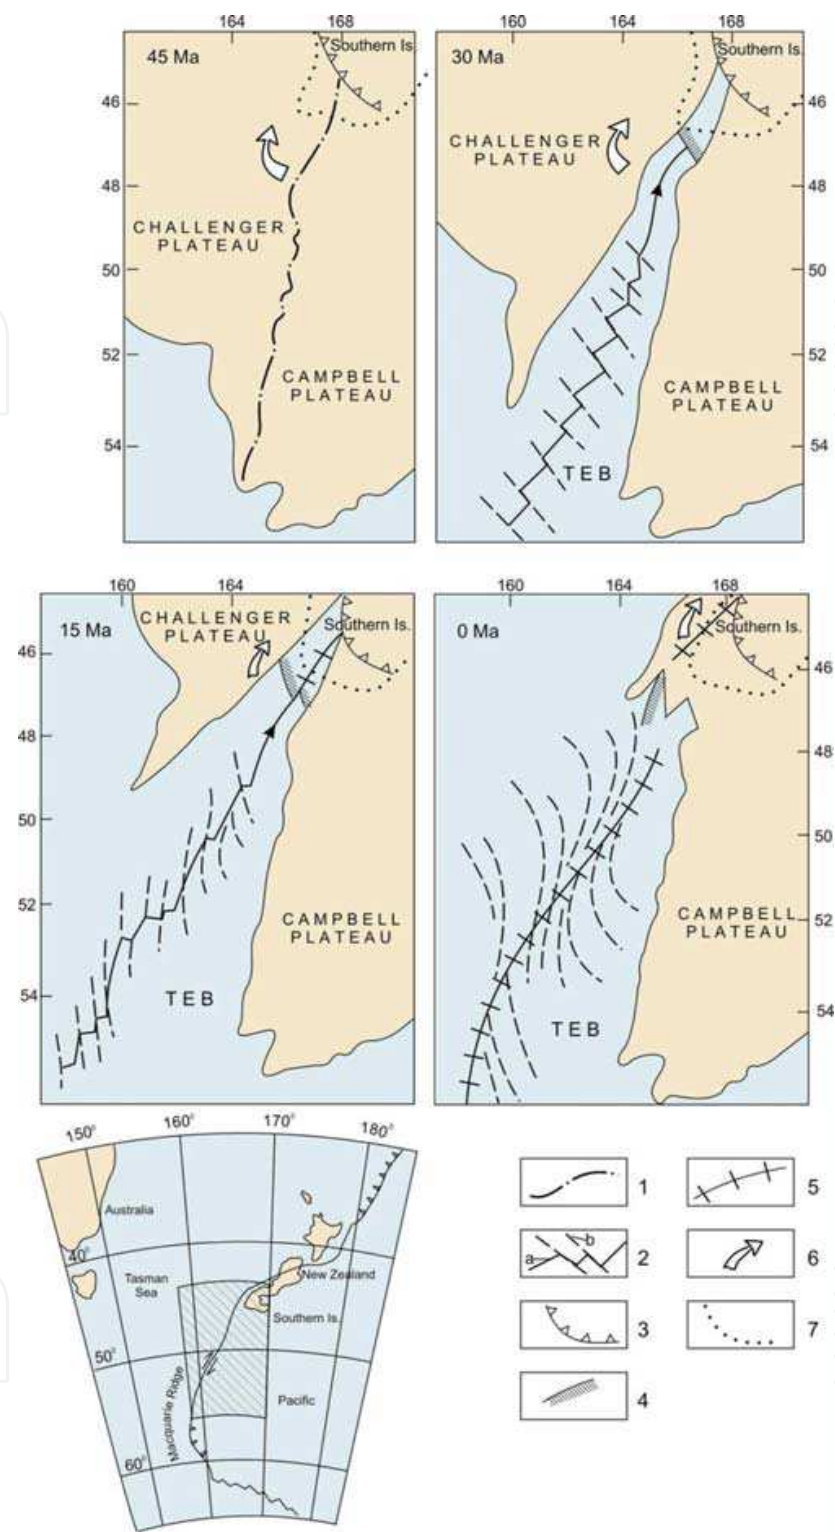 164 168
45 Ma
Southern Is.
46
48
CHALLENGER
PLATEAU
50
52
CAMPBELL
PLATEAU
54
160 164 168
30 Ma
Southern Is.
46
CHALLENGER
PLATEAU
48
50
52
CAMPBELL
PLATEAU
54
TEB
160 164
15 Ma
CHALLENGER
PLATEAU
Southern Is.
46
48
50
52
CAMPBELL
PLATEAU
54
TEB
160 164 168
0 Ma
Southern Is.
46
48
50
CAMPBELL
PLATEAU
52
54
TEB
150° 160° 170° 180°
Australia
40°
Tasman
Sea
New Zealand
Southern Is.
50°
Macquarie Ridge
Pacific
60°
1
a b 2
3
4
5
6
7